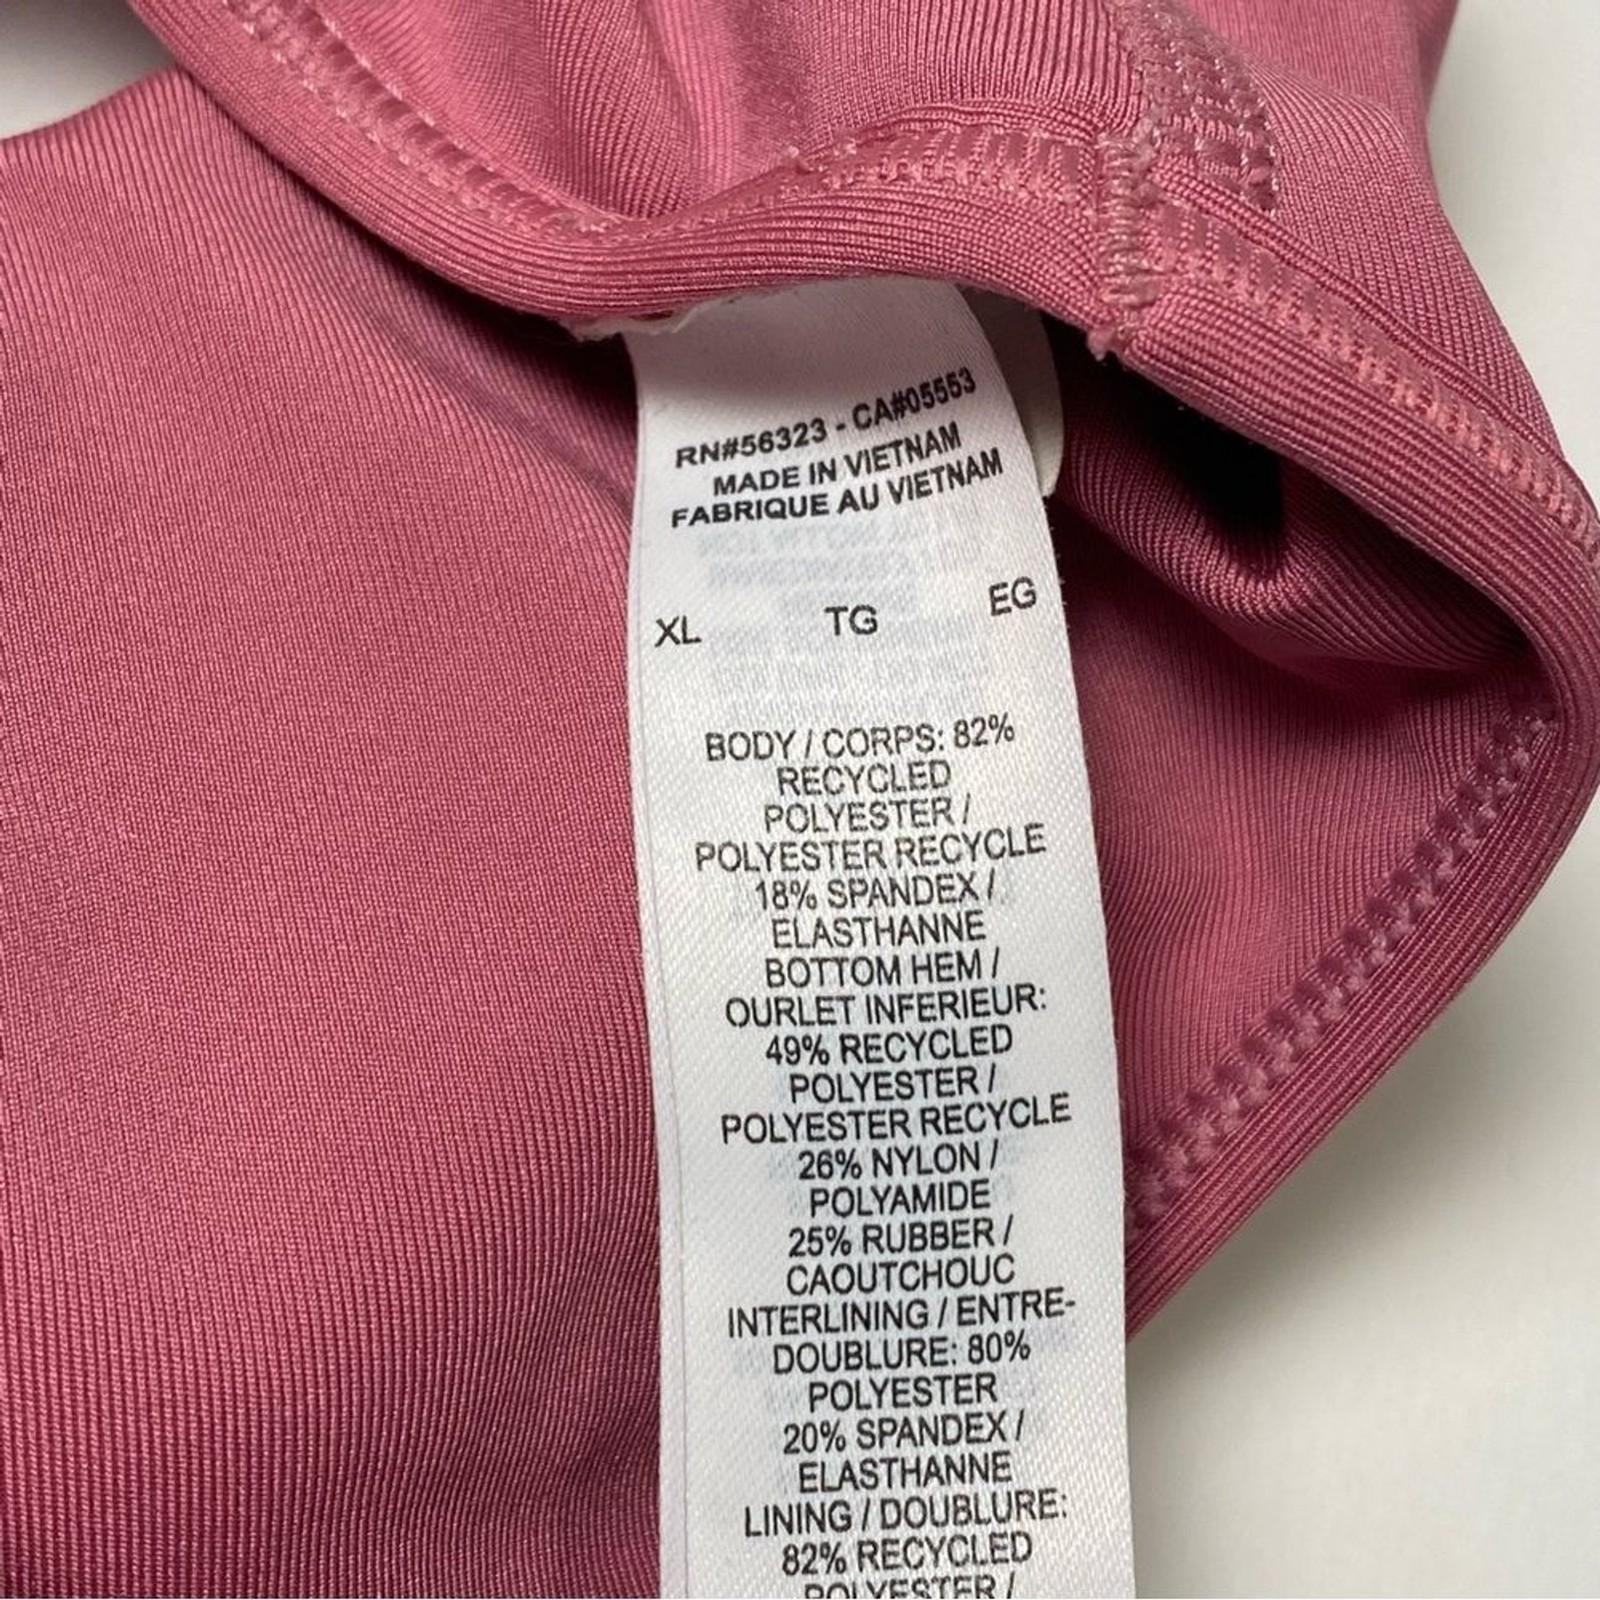 RN#56323 - CA#05553
MADE IN VIETNAM
FABRIQUE AU VIETNAM
XL TG EG
BODY / CORPS: 82%
RECYCLED
POLYESTER /
POLYESTER RECYCLE
18% SPANDEX /
ELASTHANNE
BOTTOM HEM /
OURLET INFERIEUR:
49% RECYCLED
POLYESTER /
POLYESTER RECYCLE
26% NYLON /
POLYAMIDE
25% RUBBER /
CAOUTCHOUC
INTERLINING / ENTRE-
DOUBLURE: 80%
POLYESTER
20% SPANDEX /
ELASTHANNE
LINING / DOUBLURE:
82% RECYCLED
POLYESTER /